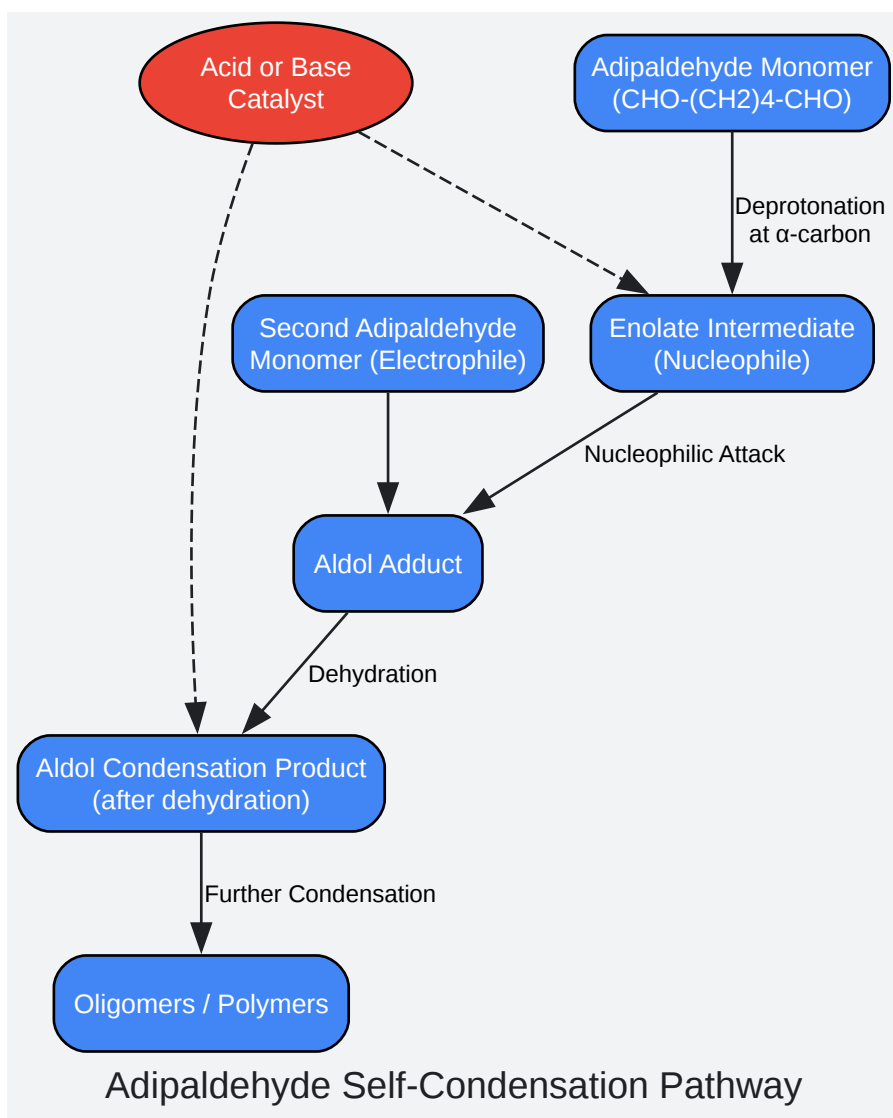 Acid or Base
Catalyst
Adipaldehyde Monomer
(CHO-(CH2)4-CHO)
Deprotonation
at α-carbon
Second Adipaldehyde
Monomer (Electrophile)
Enolate Intermediate
(Nucleophile)
Nucleophilic Attack
Aldol Adduct
Dehydration
Aldol Condensation Product
(after dehydration)
Further Condensation
Oligomers / Polymers
Adipaldehyde Self-Condensation Pathway